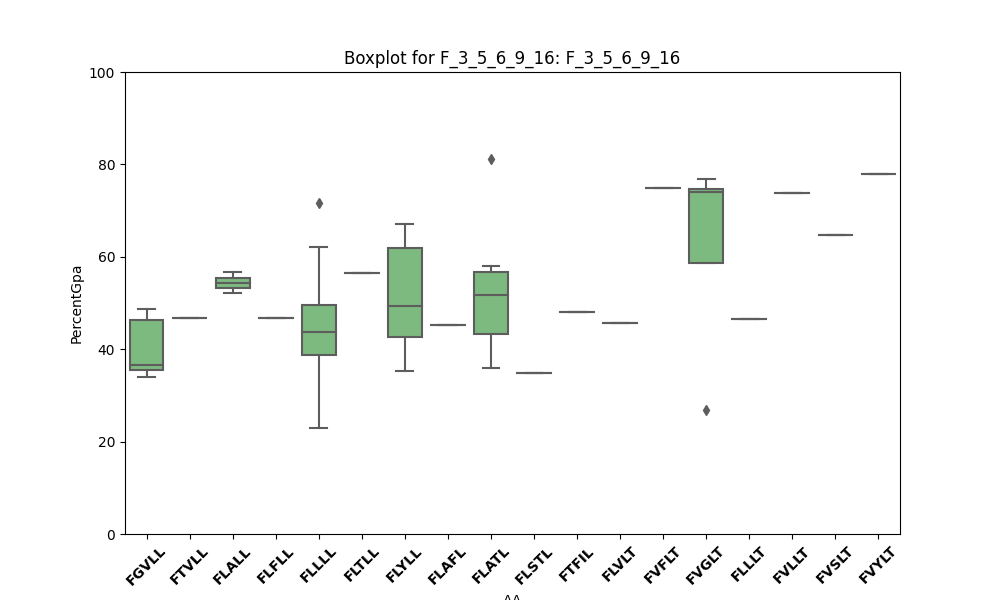 Boxplot for F_3_5_6_9_16: F_3_5_6_9_16
100
80
60
40
20
0
PercentGpa
FGVLL FTVLL FLALL FLFLL FLLLL FLTLL FLYLL FLAFL FLATL FLSTL FTFIL FLVLT FVFLT FVGLT FLLLT FVLLT FVSLT FVYLT